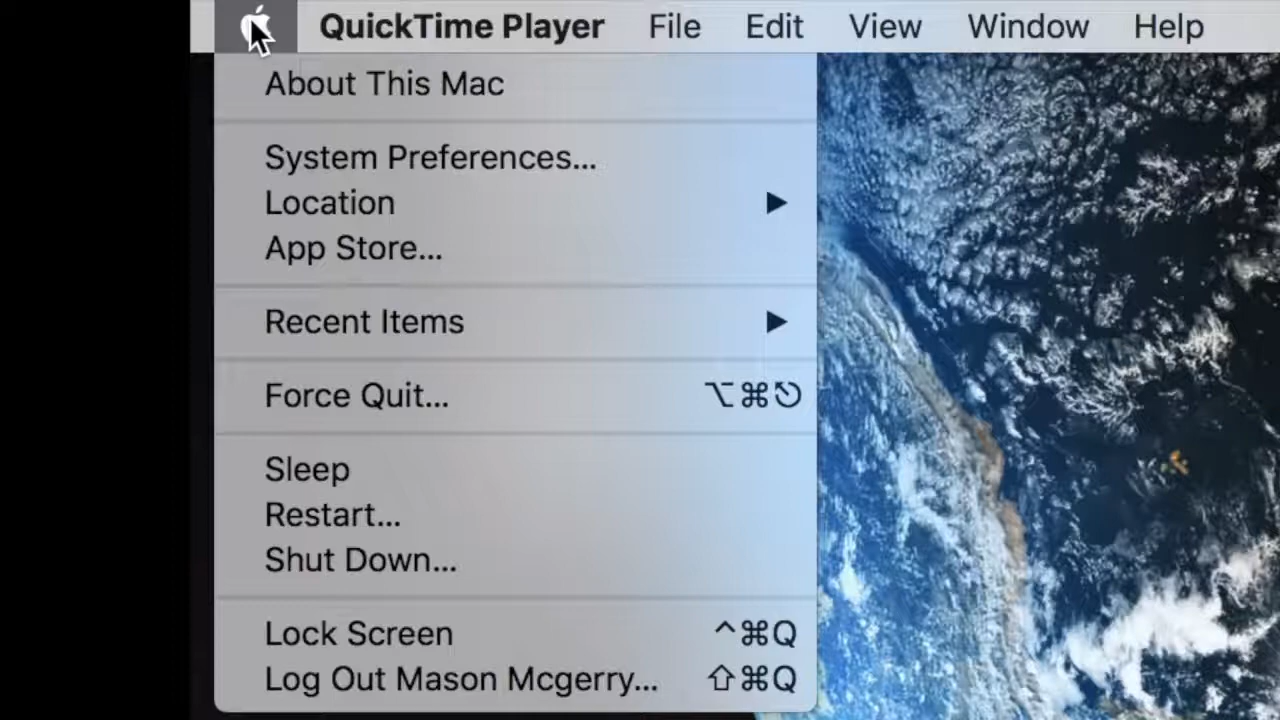 QuickTime Player File Edit View Window Help
About This Mac
System Preferences...
Location
App Store...
Recent Items
Force Quit... ⌥⌘⎋
Sleep
Restart...
Shut Down...
Lock Screen ^⌘Q
Log Out Mason Mcgerry... ⇧⌘Q